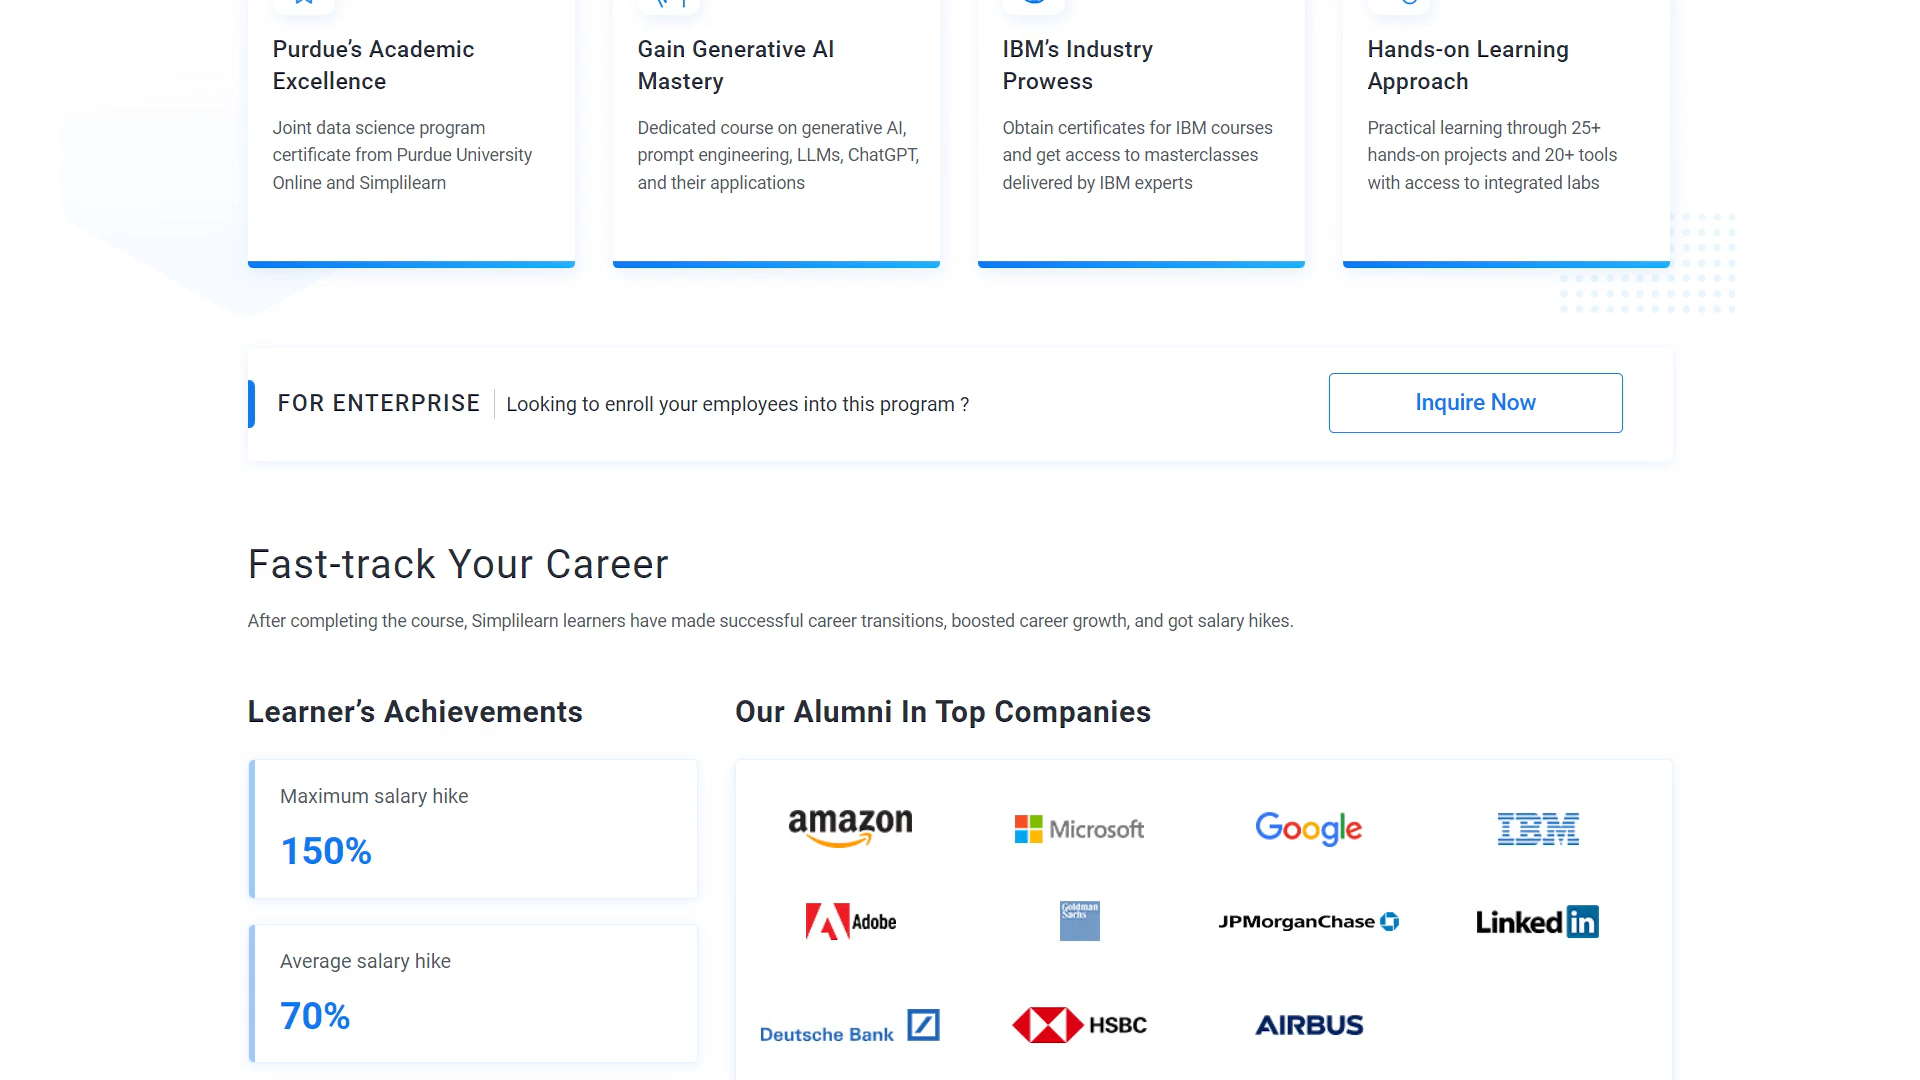 Purdue’s Academic
Excellence
Joint data science program
certificate from Purdue University
Online and Simplilearn
Gain Generative AI
Mastery
Dedicated course on generative AI,
prompt engineering, LLMs, ChatGPT,
and their applications
IBM’s Industry
Prowess
Obtain certificates for IBM courses
and get access to masterclasses
delivered by IBM experts
Hands-on Learning
Approach
Practical learning through 25+
hands-on projects and 20+ tools
with access to integrated labs
FOR ENTERPRISE
Looking to enroll your employees into this program ?
Inquire Now
Fast-track Your Career
After completing the course, Simplilearn learners have made successful career transitions, boosted career growth, and got salary hikes.
Learner’s Achievements
Maximum salary hike
150%
Average salary hike
70%
Our Alumni In Top Companies
amazon
Microsoft
Google
IBM
Adobe
Goldman
Sachs
JPMorganChase
Linked in
Deutsche Bank
HSBC
AIRBUS